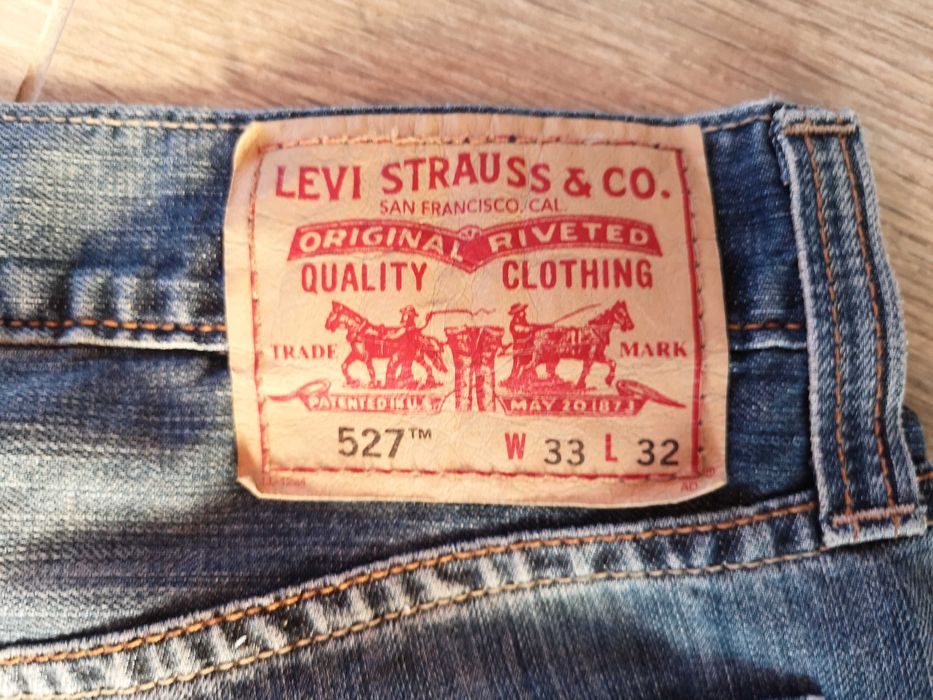 LEVI STRAUSS & CO.
SAN FRANCISCO, CAL.
ORIGINAL RIVETED
QUALITY CLOTHING
TRADE MARK
PATENTED IN U.S. MAY 20 1873
527™ W 33 L 32